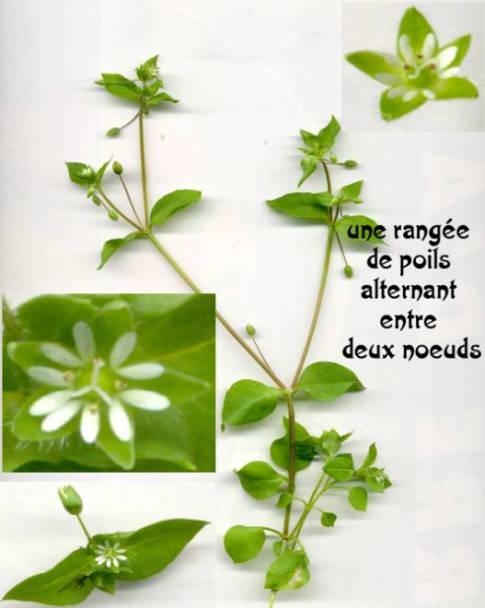 une rangée
de poils
alternant
entre
deux noeuds